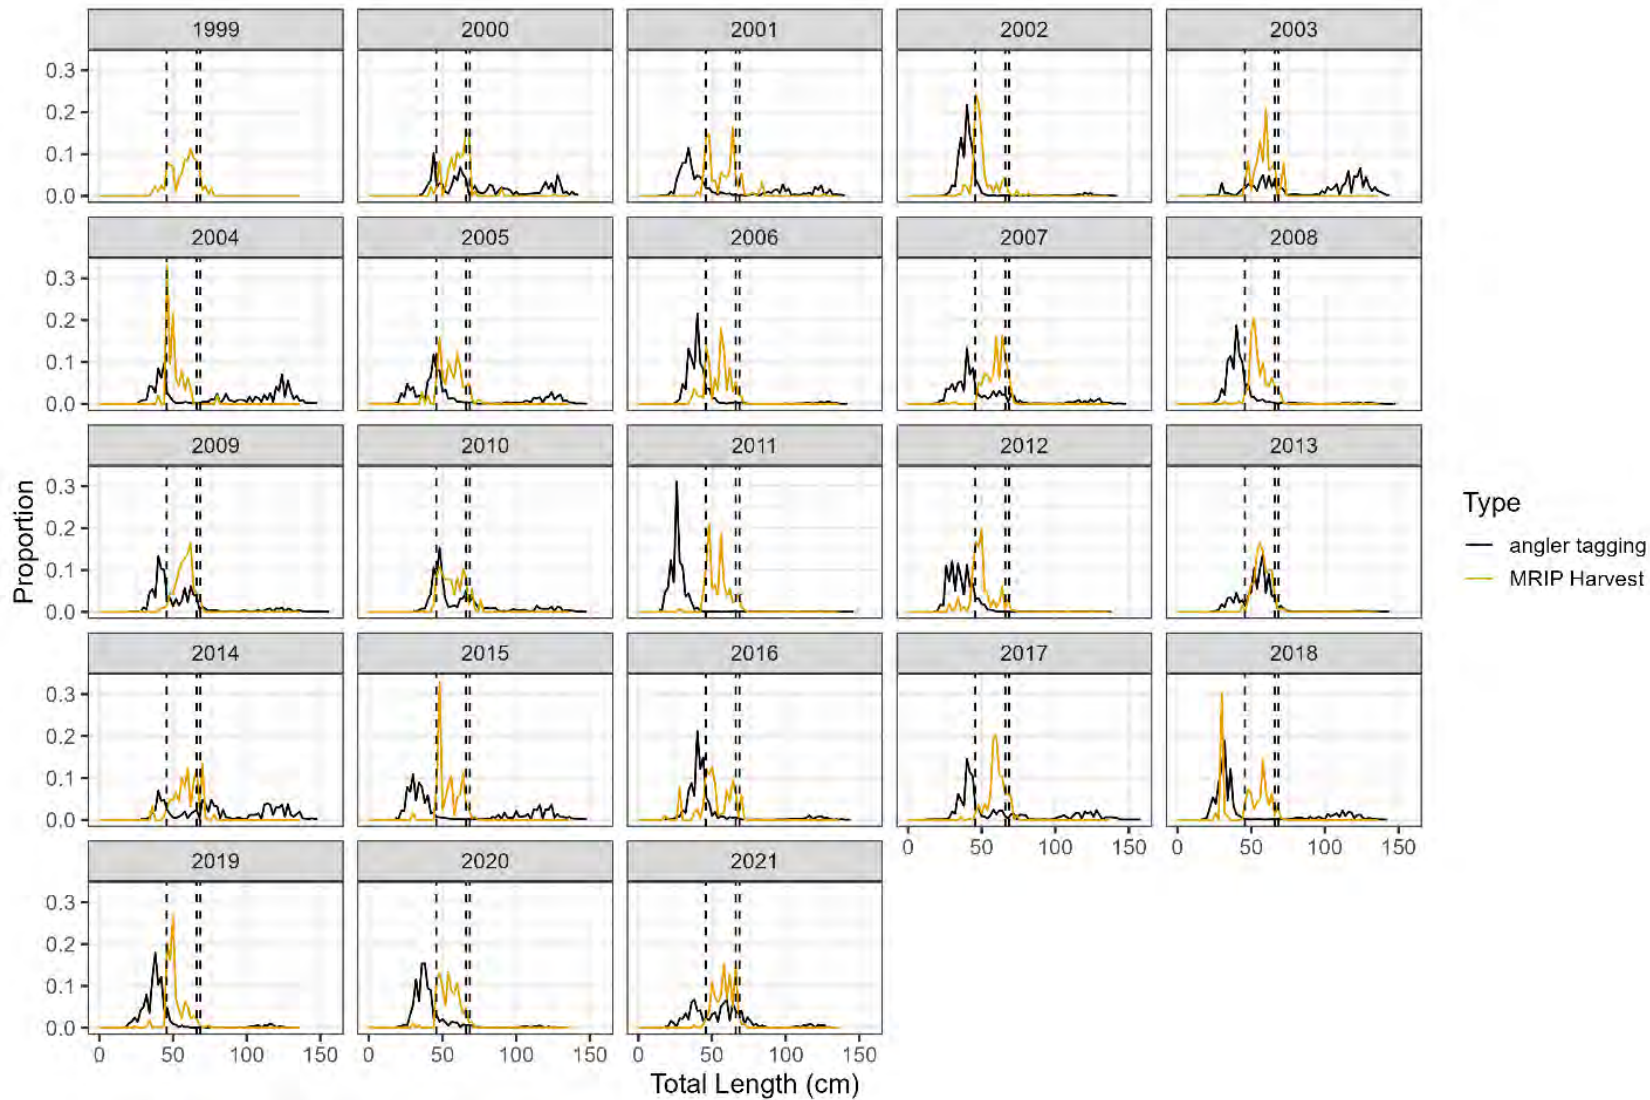 1999 2000 2001 2002 2003
0.3
0.2
0.1
0.0
2004 2005 2006 2007 2008
0.3
0.2
0.1
0.0
2009 2010 2011 2012 2013
0.3
0.2
0.1
0.0
Proportion
Type
angler tagging
MRIP Harvest
2014 2015 2016 2017 2018
0.3
0.2
0.1
0.0
0 50 100 150 0 50 100 150
2019 2020 2021
0.3
0.2
0.1
0.0
0 50 100 150 0 50 100 150 0 50 100 150
Total Length (cm)